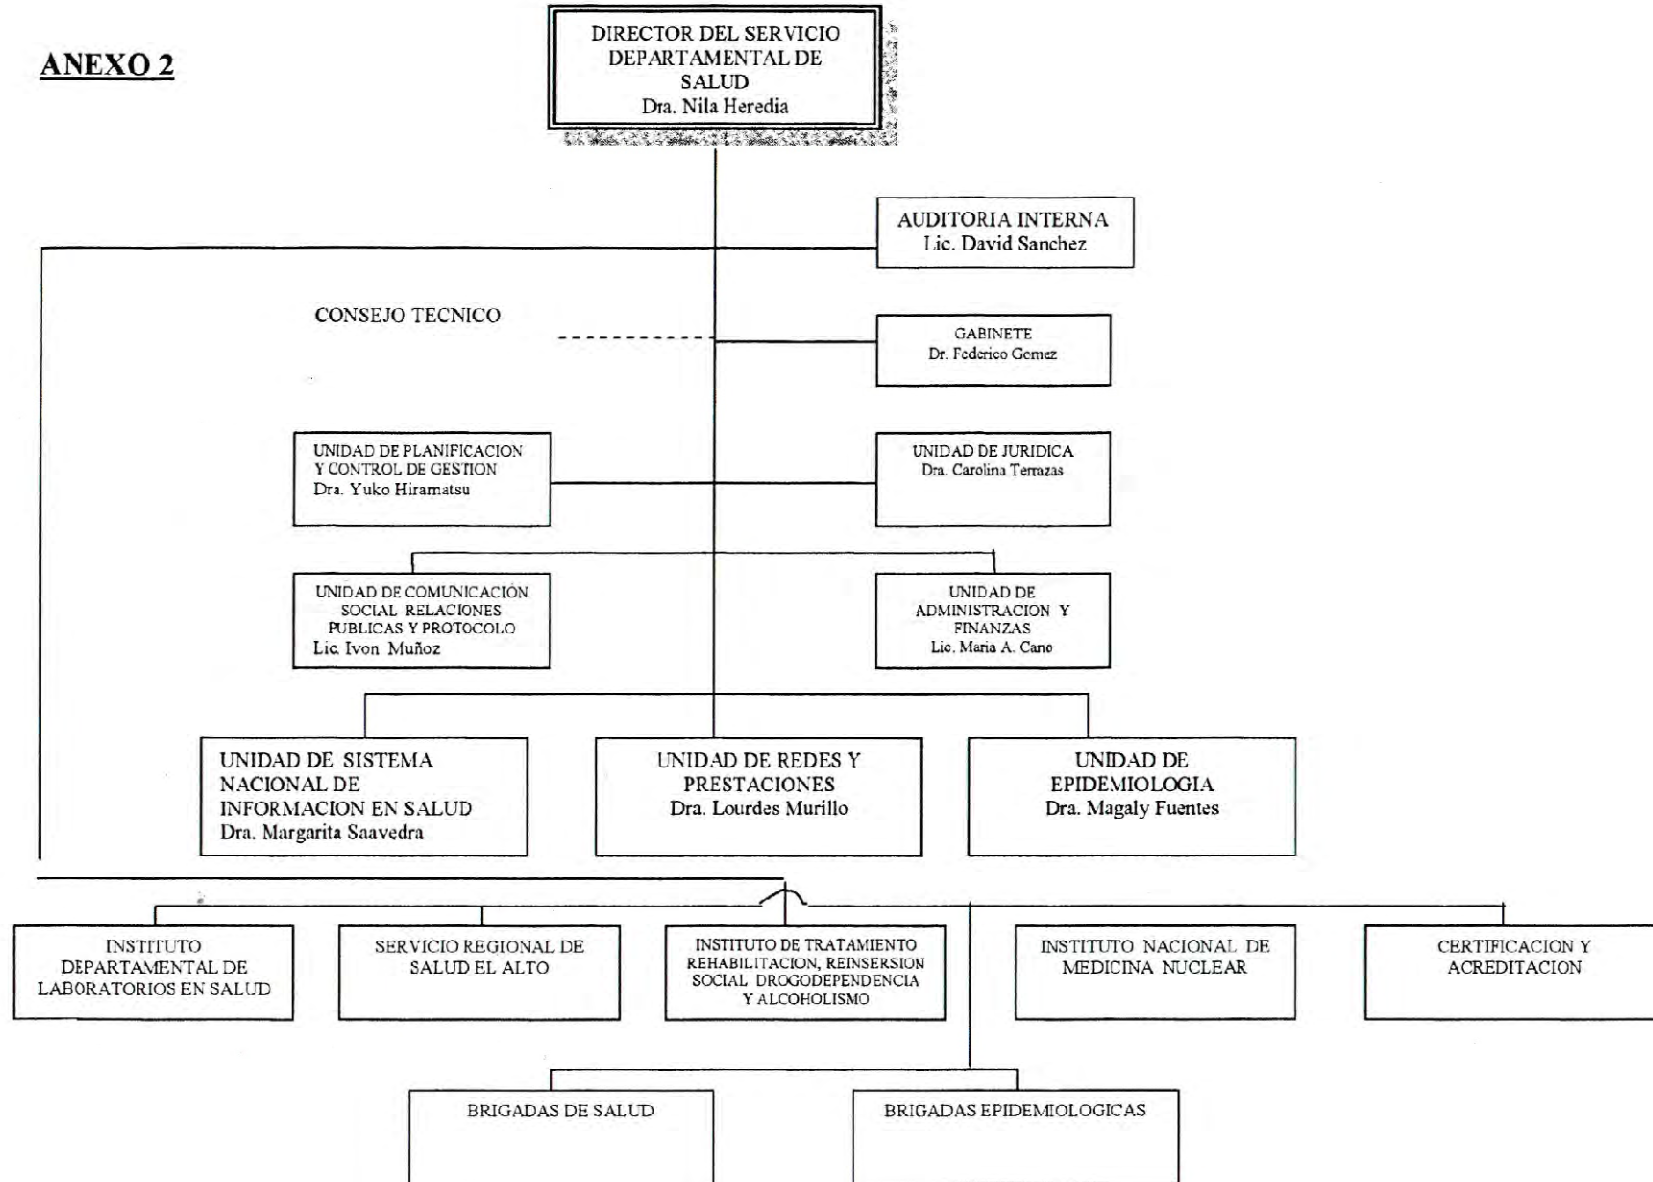 ANEXO 2
DIRECTOR DEL SERVICIO
DEPARTAMENTAL DE
SALUD
Dra. Nila Heredia
AUDITORIA INTERNA
Lic. David Sanchez
CONSEJO TECNICO
GABINETE
Dr. Federico Gomez
UNIDAD DE PLANIFICACION
Y CONTROL DE GESTION
Dra. Yuko Hiramatsu
UNIDAD DE JURIDICA
Dra. Carolina Terrazas
UNIDAD DE COMUNICACIÓN
SOCIAL RELACIONES
PUBLICAS Y PROTOCOLO
Lic. Ivon Muñoz
UNIDAD DE
ADMINISTRACION Y
FINANZAS
Lic. Maria A. Cano
UNIDAD DE SISTEMA
NACIONAL DE
INFORMACION EN SALUD
Dra. Margarita Saavedra
UNIDAD DE REDES Y
PRESTACIONES
Dra. Lourdes Murillo
UNIDAD DE
EPIDEMIOLOGIA
Dra. Magaly Fuentes
INSTITUTO
DEPARTAMENTAL DE
LABORATORIOS EN SALUD
SERVICIO REGIONAL DE
SALUD EL ALTO
INSTITUTO DE TRATAMIENTO
REHABILITACION, REINSERSION
SOCIAL DROGODEPENDENCIA
Y ALCOHOLISMO
INSTITUTO NACIONAL DE
MEDICINA NUCLEAR
CERTIFICACION Y
ACREDITACION
BRIGADAS DE SALUD
BRIGADAS EPIDEMIOLOGICAS